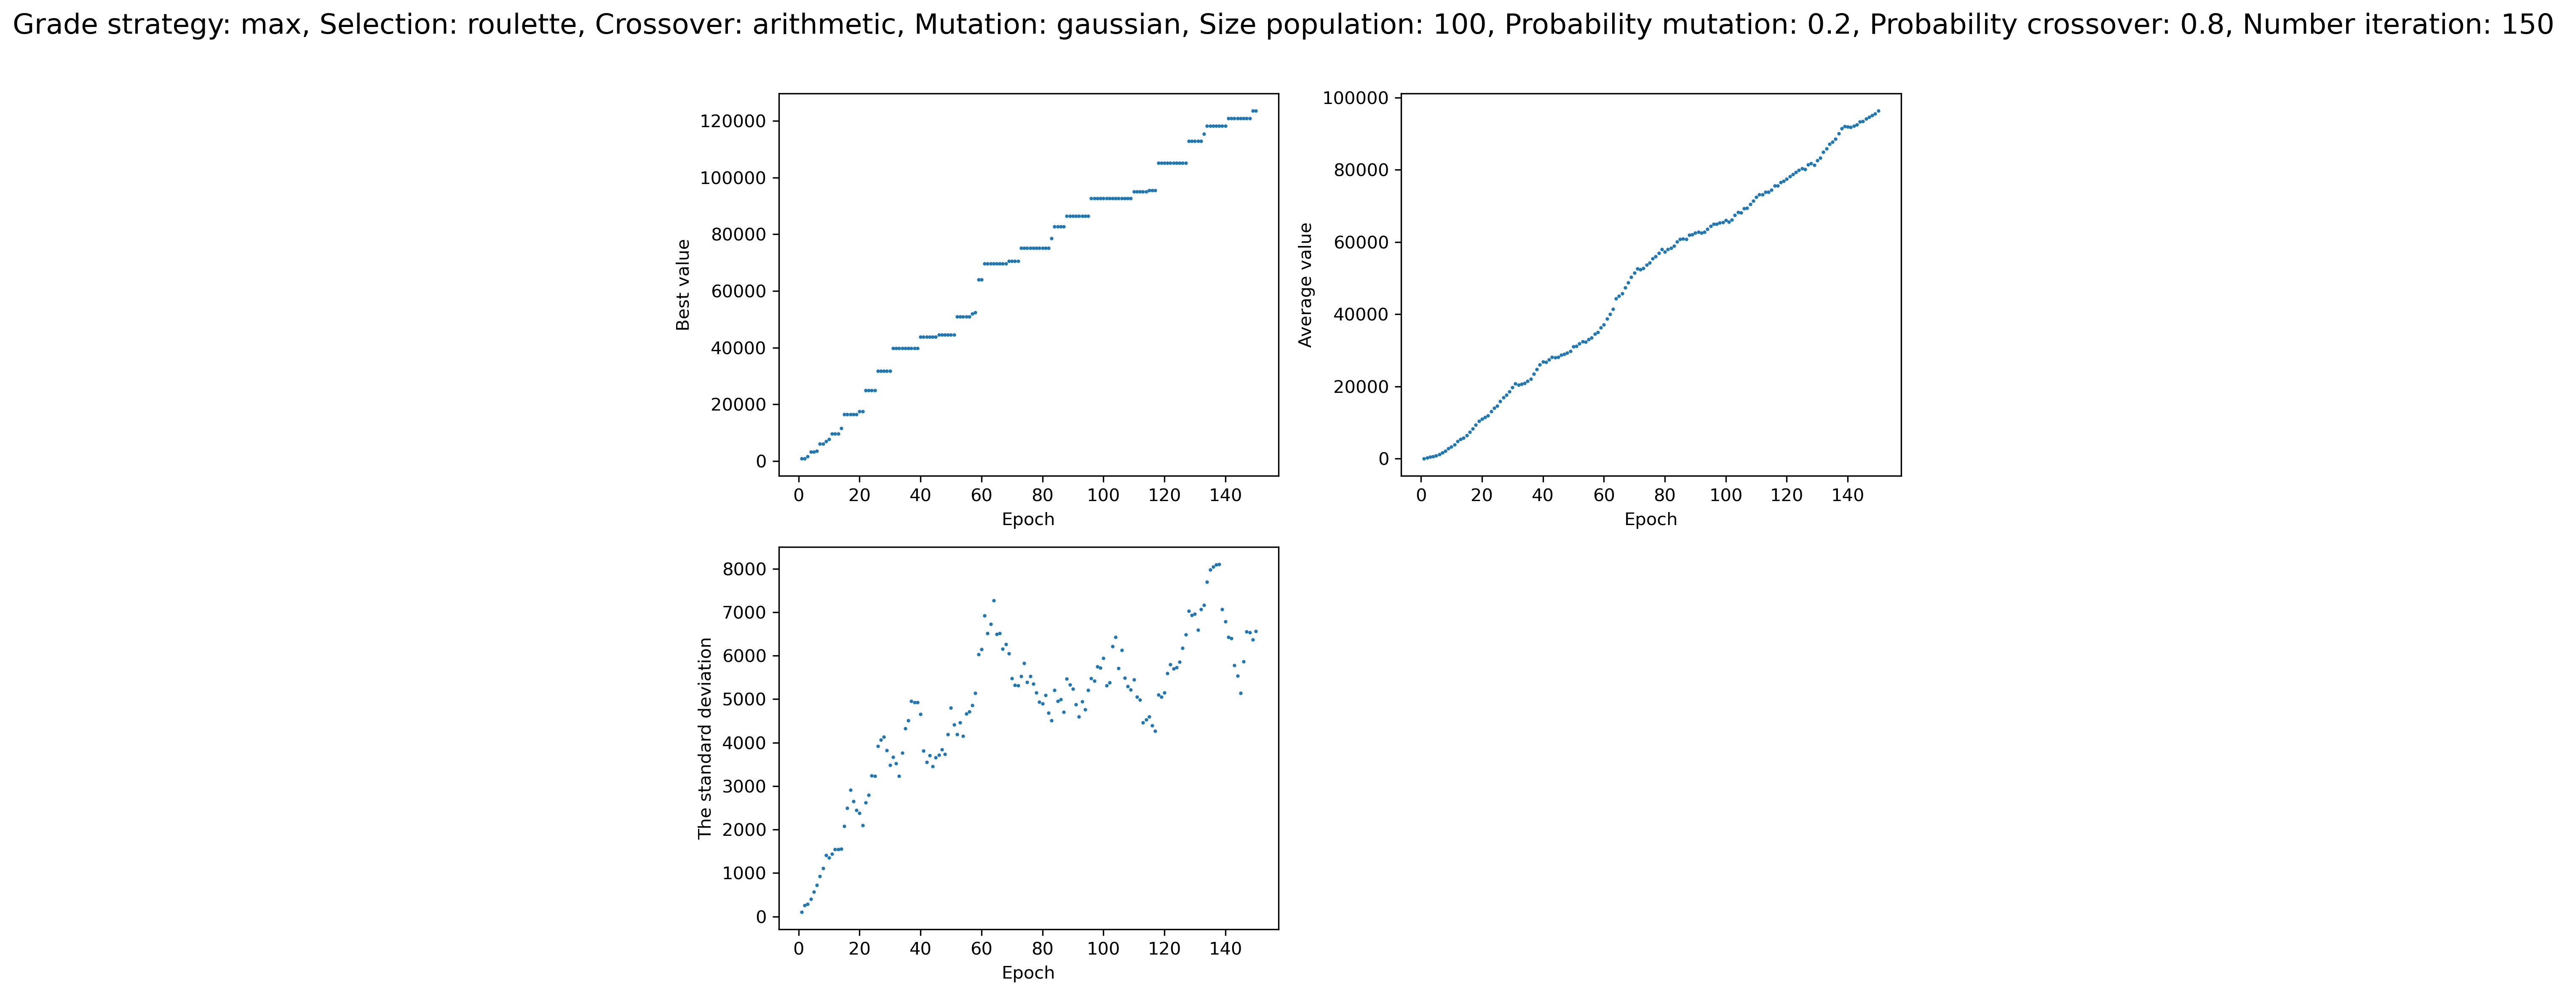 Grade strategy: max, Selection: roulette, Crossover: arithmetic, Mutation: gaussian, Size population: 100, Probability mutation: 0.2, Probability crossover: 0.8, Number iteration: 150
120000
100000
80000
60000
40000
20000
0
Best value
0 20 40 60 80 100 120 140
Epoch
100000
80000
60000
40000
20000
0
Average value
0 20 40 60 80 100 120 140
Epoch
8000
7000
6000
5000
4000
3000
2000
1000
0
The standard deviation
0 20 40 60 80 100 120 140
Epoch